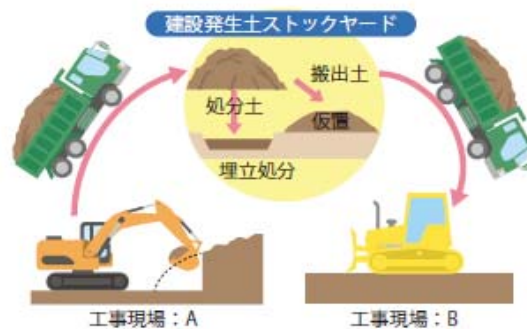 建設発生土ストックヤード
搬出土
処分土
仮置
埋立処分
工事現場：A
工事現場：B